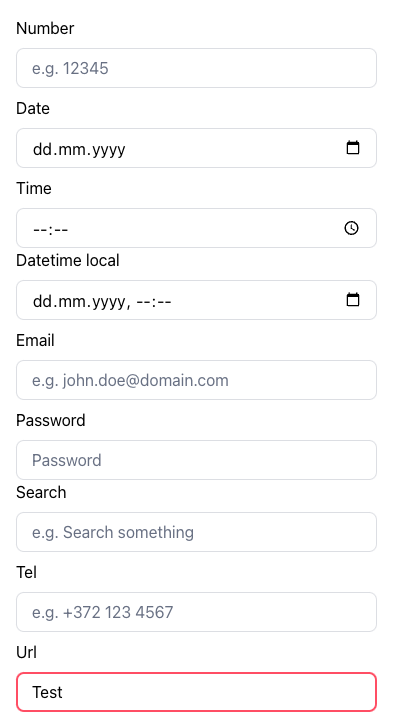 Number
e.g. 12345
Date
dd.mm.yyyy
Time
--:--
Datetime local
dd.mm.yyyy, --:--
Email
e.g. john.doe@domain.com
Password
Password
Search
e.g. Search something
Tel
e.g. +372 123 4567
Url
Test